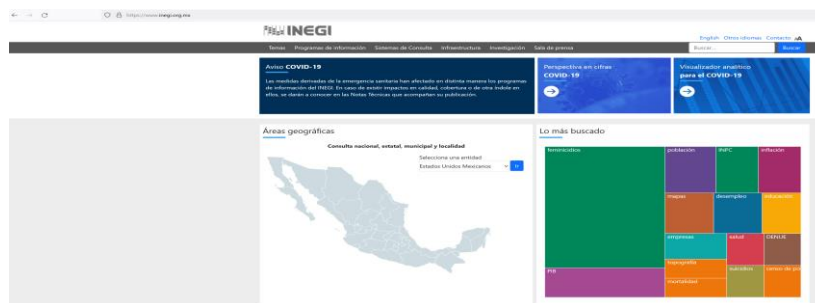 https://www.inegi.org.mx
INEGI
English Otros idiomas Contacto AA
Temas Programas de Información Sistemas de Consulta Infraestructura Investigación Sala de prensa
Buscar... Buscar
Aviso COVID-19
Las medidas derivadas de la emergencia sanitaria han afectado en distinta manera los programas
de información del INEGI. En caso de existir impactos en calidad, cobertura o de otra índole en
ellos, se darán a conocer en las Notas Técnicas que acompañan su publicación.
Perspectiva en cifras
COVID-19
Visualizador analítico
para el COVID-19
Áreas geográficas
Consulta nacional, estatal, municipal y localidad
Seleccione una entidad
Estados Unidos Mexicanos
Lo más buscado
feminicidios
población
INPC
inflación
mapas
desempleo
educación
empresas
salud
DENUE
topografía
PIB
mortalidad
suicidios
censo de po